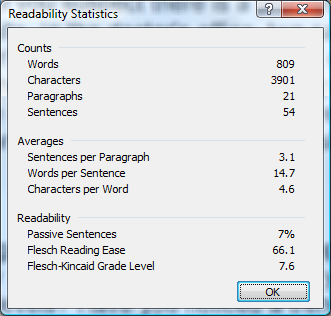 Readability Statistics
Counts
Words 809
Characters 3901
Paragraphs 21
Sentences 54
Averages
Sentences per Paragraph 3.1
Words per Sentence 14.7
Characters per Word 4.6
Readability
Passive Sentences 7%
Flesch Reading Ease 66.1
Flesch-Kincaid Grade Level 7.6
OK